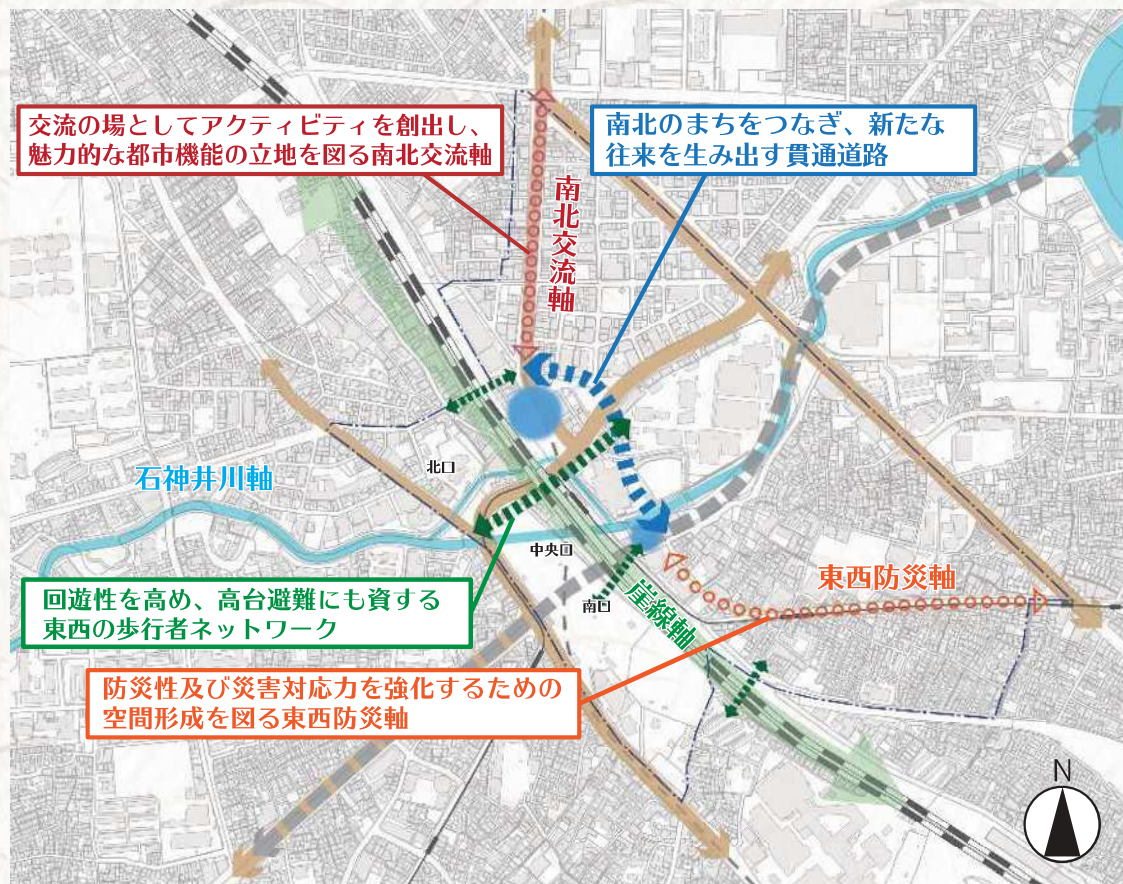 交流の場としてアクティビティを創出し、
魅力的な都市機能の立地を図る南北交流軸
南北のまちをつなぎ、新たな
往来を生み出す貫通道路
南北交流軸
北口
石神井川軸
中央口
東西防災軸
南口
崖線軸
回遊性を高め、高台避難にも資する
東西の歩行者ネットワーク
防災性及び災害対応力を強化するための
空間形成を図る東西防災軸
N